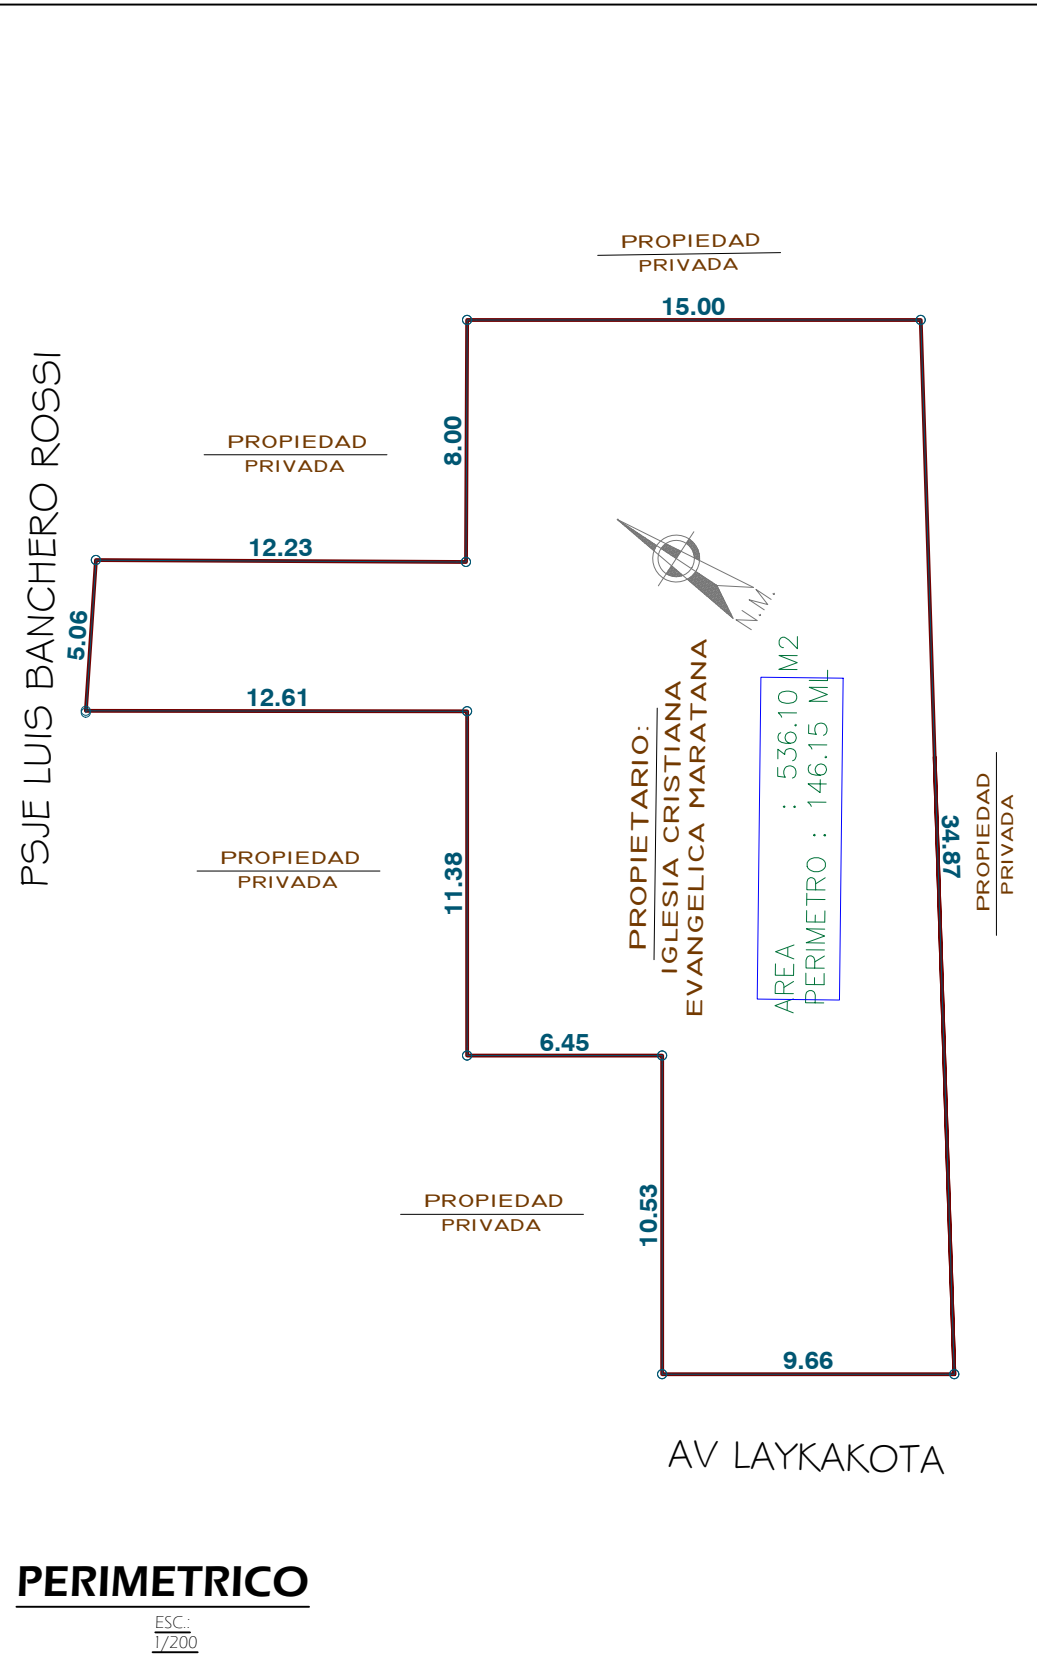 PROPIEDAD
PRIVADA
15.00
PSJE LUIS BANCHERO ROSSI
PROPIEDAD
PRIVADA
8.00
12.23
5.06
12.61
N.M.
PROPIETARIO:
IGLESIA CRISTIANA
EVANGELICA MARATANA
AREA : 536.10 M2
PERIMETRO : 146.15 ML
34.87
PROPIEDAD
PRIVADA
PROPIEDAD
PRIVADA
11.38
6.45
PROPIEDAD
PRIVADA
10.53
9.66
AV LAYKAKOTA
PERIMETRICO
ESC.:
1/200